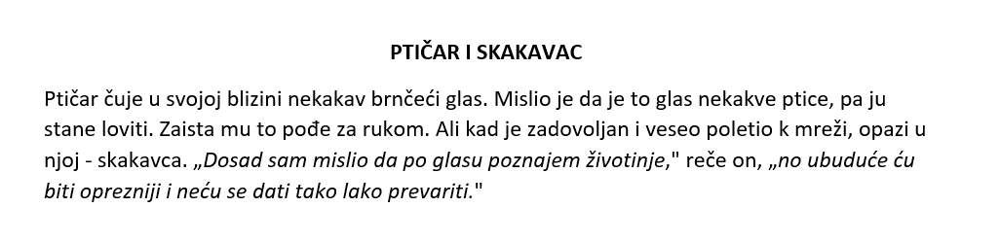 PTIČAR I SKAKAVAC
Ptičar čuje u svojoj blizini nekakav brnčeći glas. Mislio je da je to glas nekakve ptice, pa ju
stane loviti. Zaista mu to pođe za rukom. Ali kad je zadovoljan i veseo poletio k mreži, opazi u
njoj - skakavca. „Dosad sam mislio da po glasu poznajem životinje," reče on, „no ubuduće ću
biti oprezniji i neću se dati tako lako prevariti."